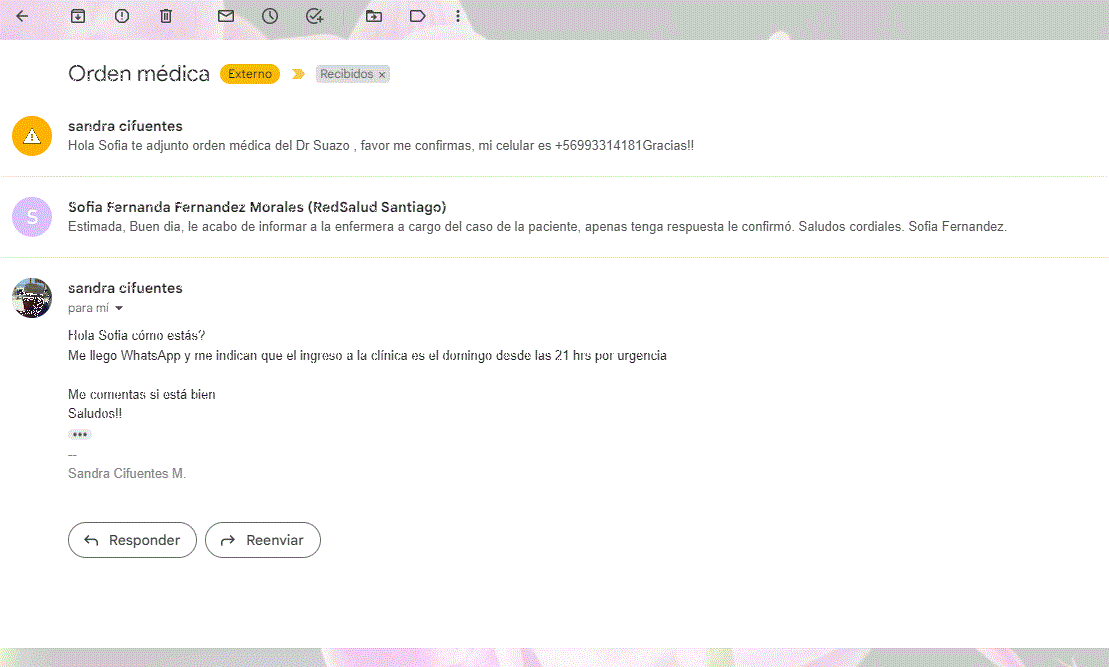 Orden médica Externo Recibidos ×
sandra cifuentes
Hola Sofia te adjunto orden médica del Dr Suazo , favor me confirmas, mi celular es +56993314181Gracias!!
S
Sofia Fernanda Fernandez Morales (RedSalud Santiago)
Estimada, Buen dia, le acabo de informar a la enfermera a cargo del caso de la paciente, apenas tenga respuesta le confirmó. Saludos cordiales. Sofia Fernandez.
sandra cifuentes
para mí
Hola Sofia cómo estás?
Me llego WhatsApp y me indican que el ingreso a la clínica es el domingo desde las 21 hrs por urgencia
Me comentas si está bien
Saludos!!
--
Sandra Cifuentes M.
Responder Reenviar